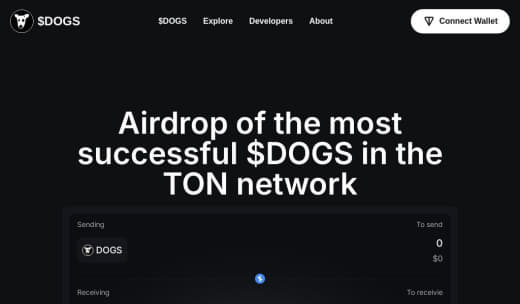 $DOGS
$DOGS Explore Developers About
Connect Wallet
Airdrop of the most
successful $DOGS in the
TON network
Sending To send
DOGS 0
$0
Receiving To receivie